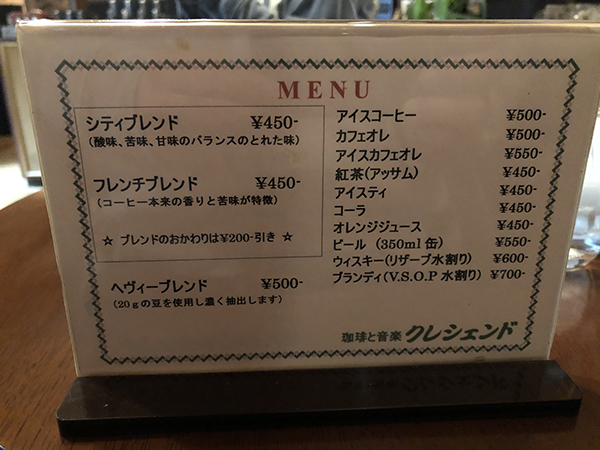 MENU
シティブレンド ¥450-
(酸味、苦味、甘味のバランスのとれた味)
フレンチブレンド ¥450-
(コーヒー本来の香りと苦味が特徴)
☆ ブレンドのおかわりは¥200-引き ☆
ヘヴィーブレンド ¥500-
(20gの豆を使用し濃く抽出します)
アイスコーヒー ¥500-
カフェオレ ¥500-
アイスカフェオレ ¥550-
紅茶(アッサム) ¥450-
アイスティ ¥450-
コーラ ¥450-
オレンジジュース ¥450-
ビール (350ml 缶) ¥550-
ウィスキー(リザーブ水割り) ¥600-
ブランディ(V.S.O.P 水割り) ¥700-
珈琲と音楽 クレシェンド